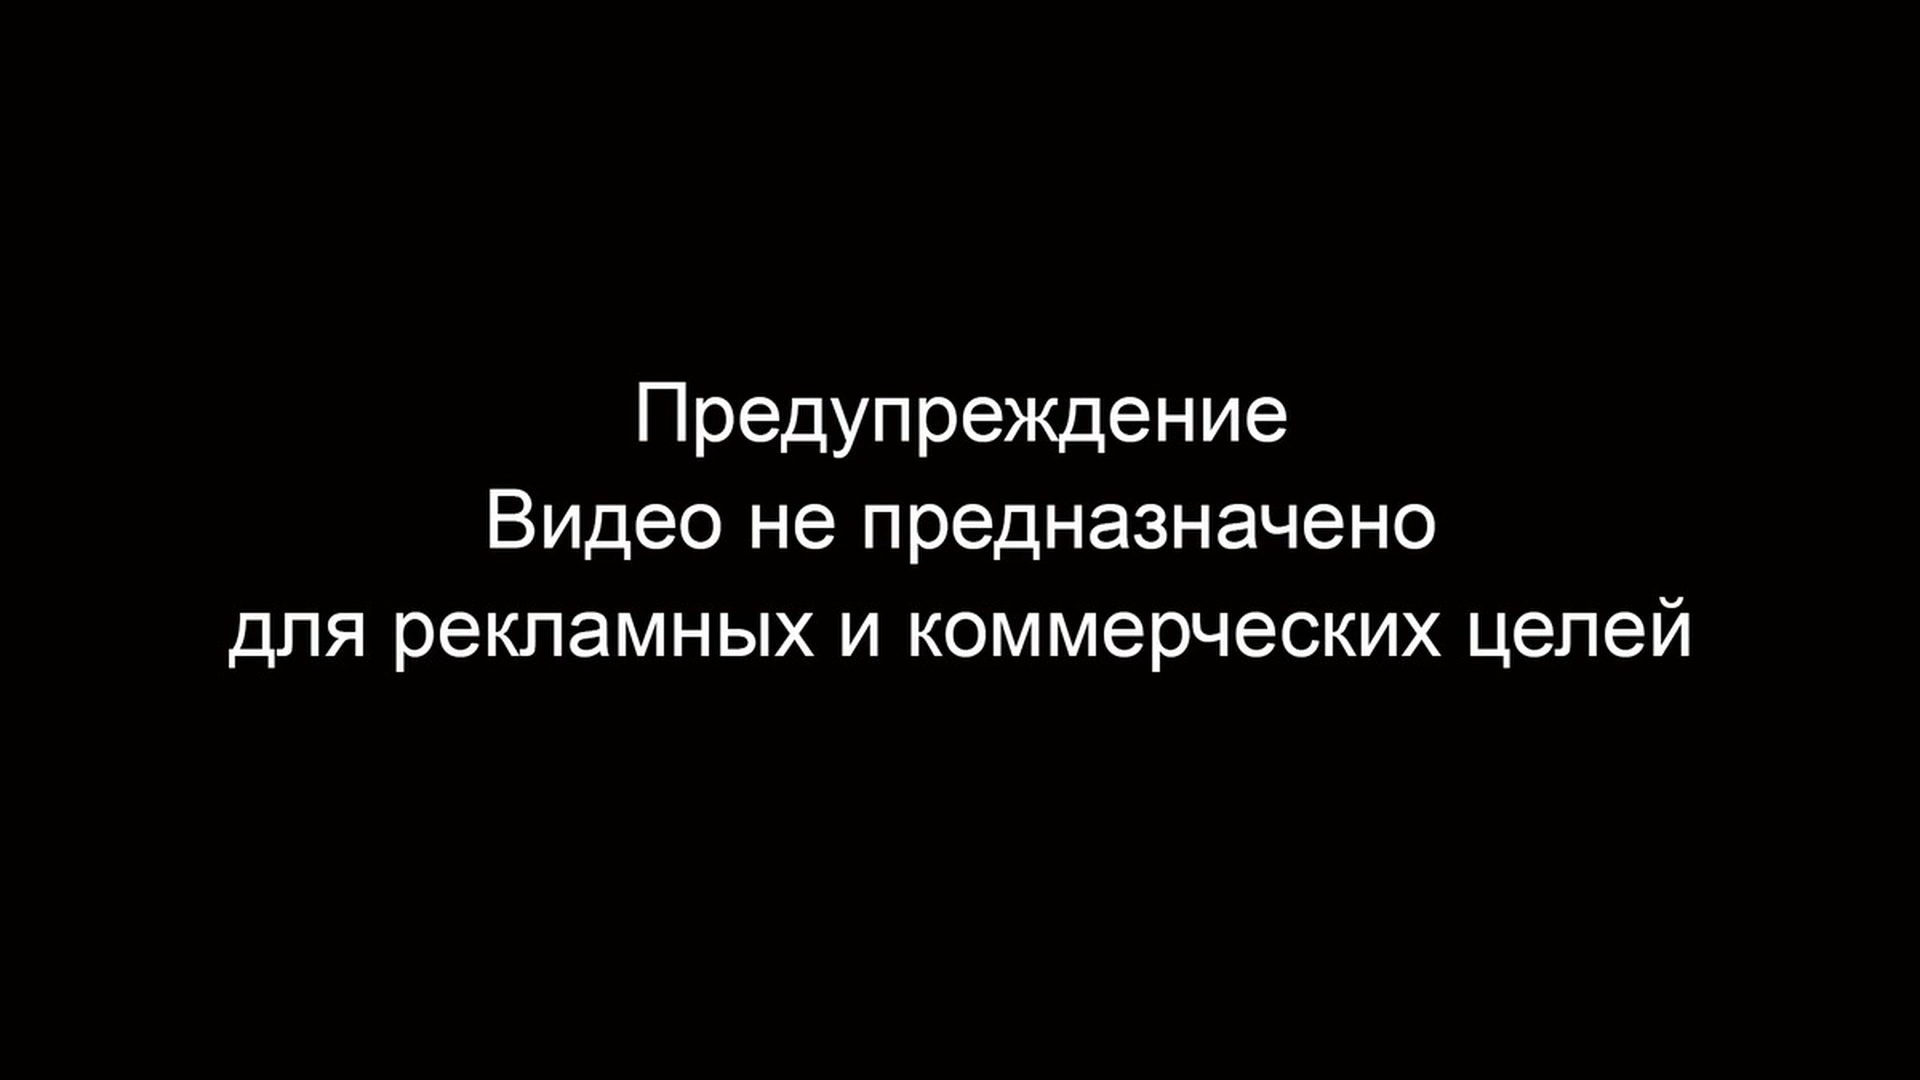 Предупреждение
Видео не предназначено
для рекламных и коммерческих целей